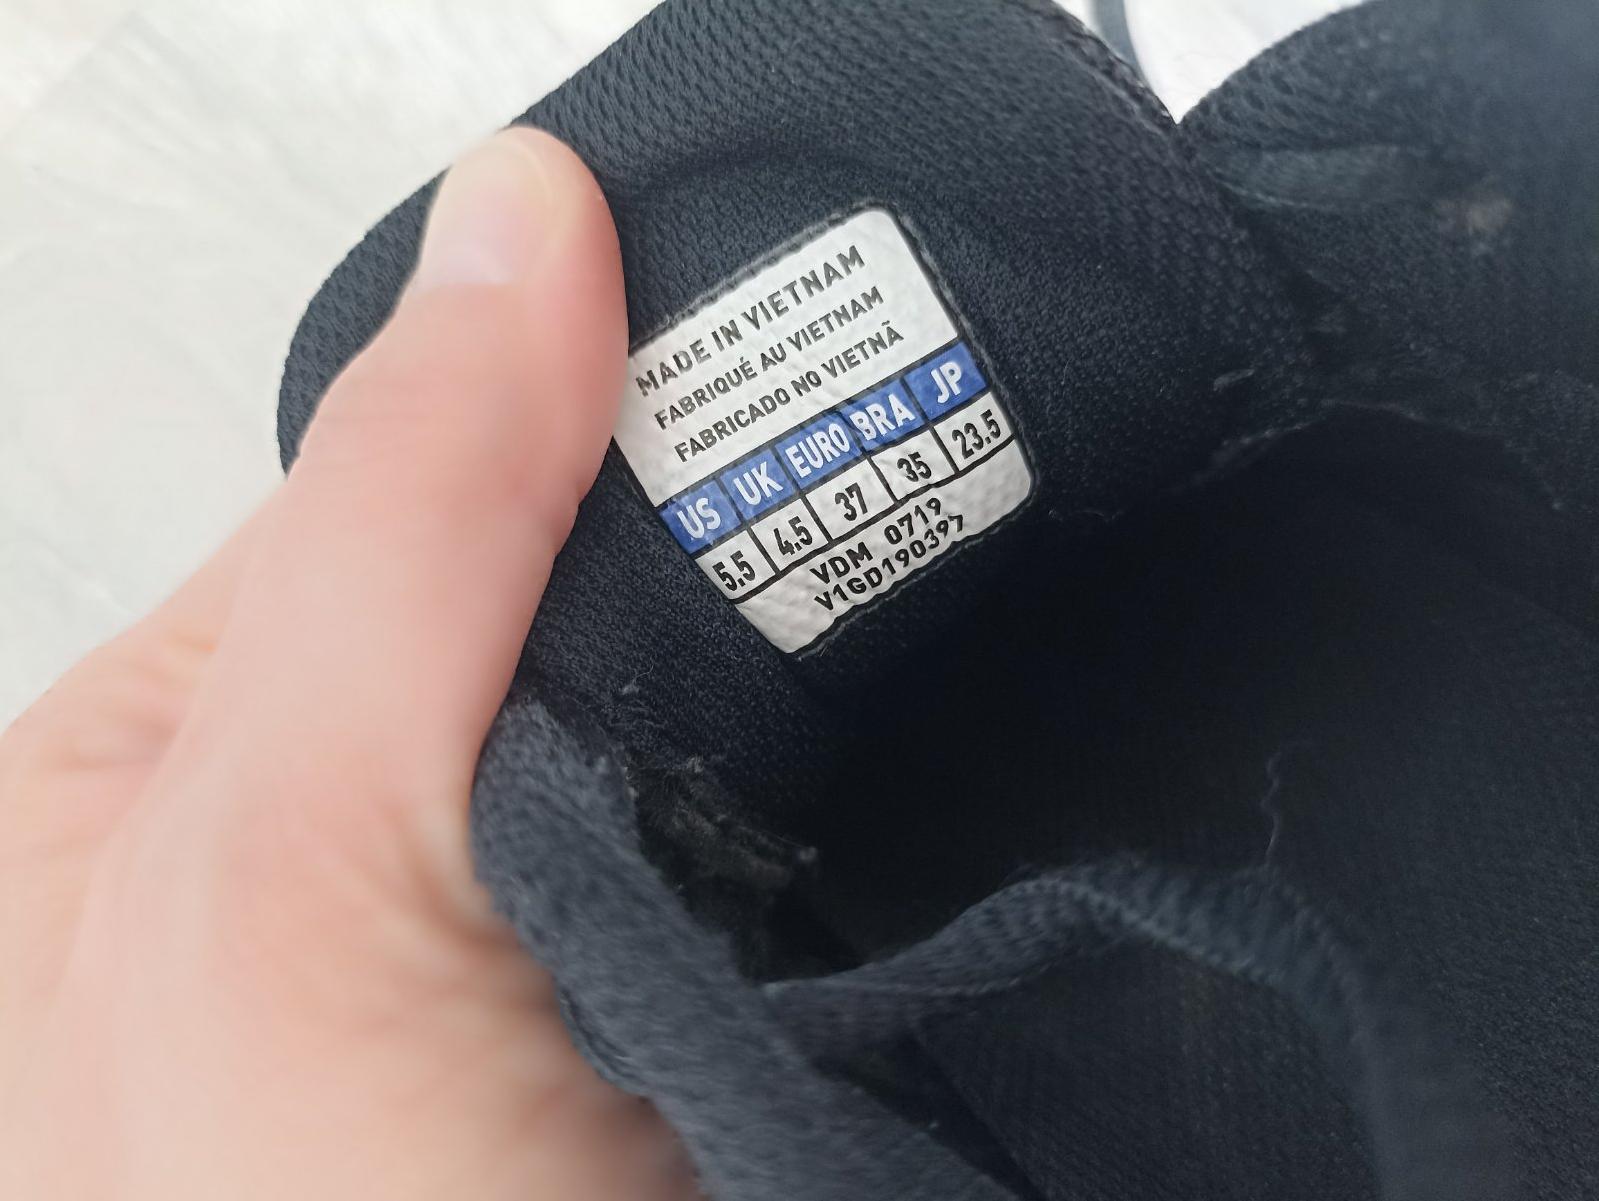 MADE IN VIETNAM
FABRIQUÉ AU VIETNAM
FABRICADO NO VIETNÃ
US UK EURO BRA JP
5.5 4.5 37 35 23.5
VDM 0719
V1GD190397